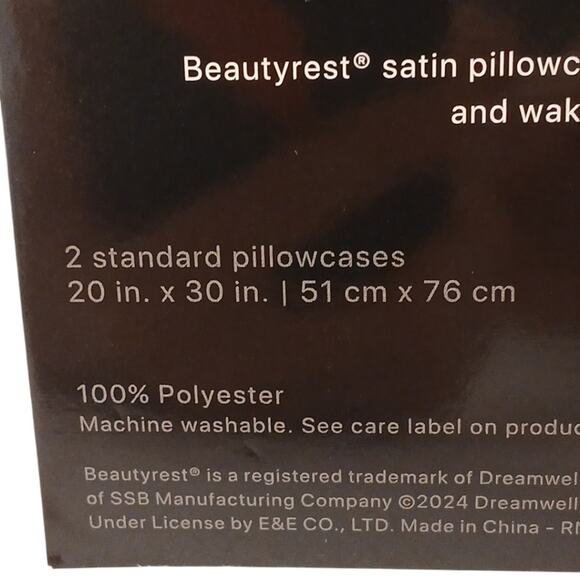 Beautyrest® satin pillowc
and wak
2 standard pillowcases
20 in. x 30 in. | 51 cm x 76 cm
100% Polyester
Machine washable. See care label on produc
Beautyrest® is a registered trademark of Dreamwel
of SSB Manufacturing Company ©2024 Dreamwell
Under License by E&E CO., LTD. Made in China - RN